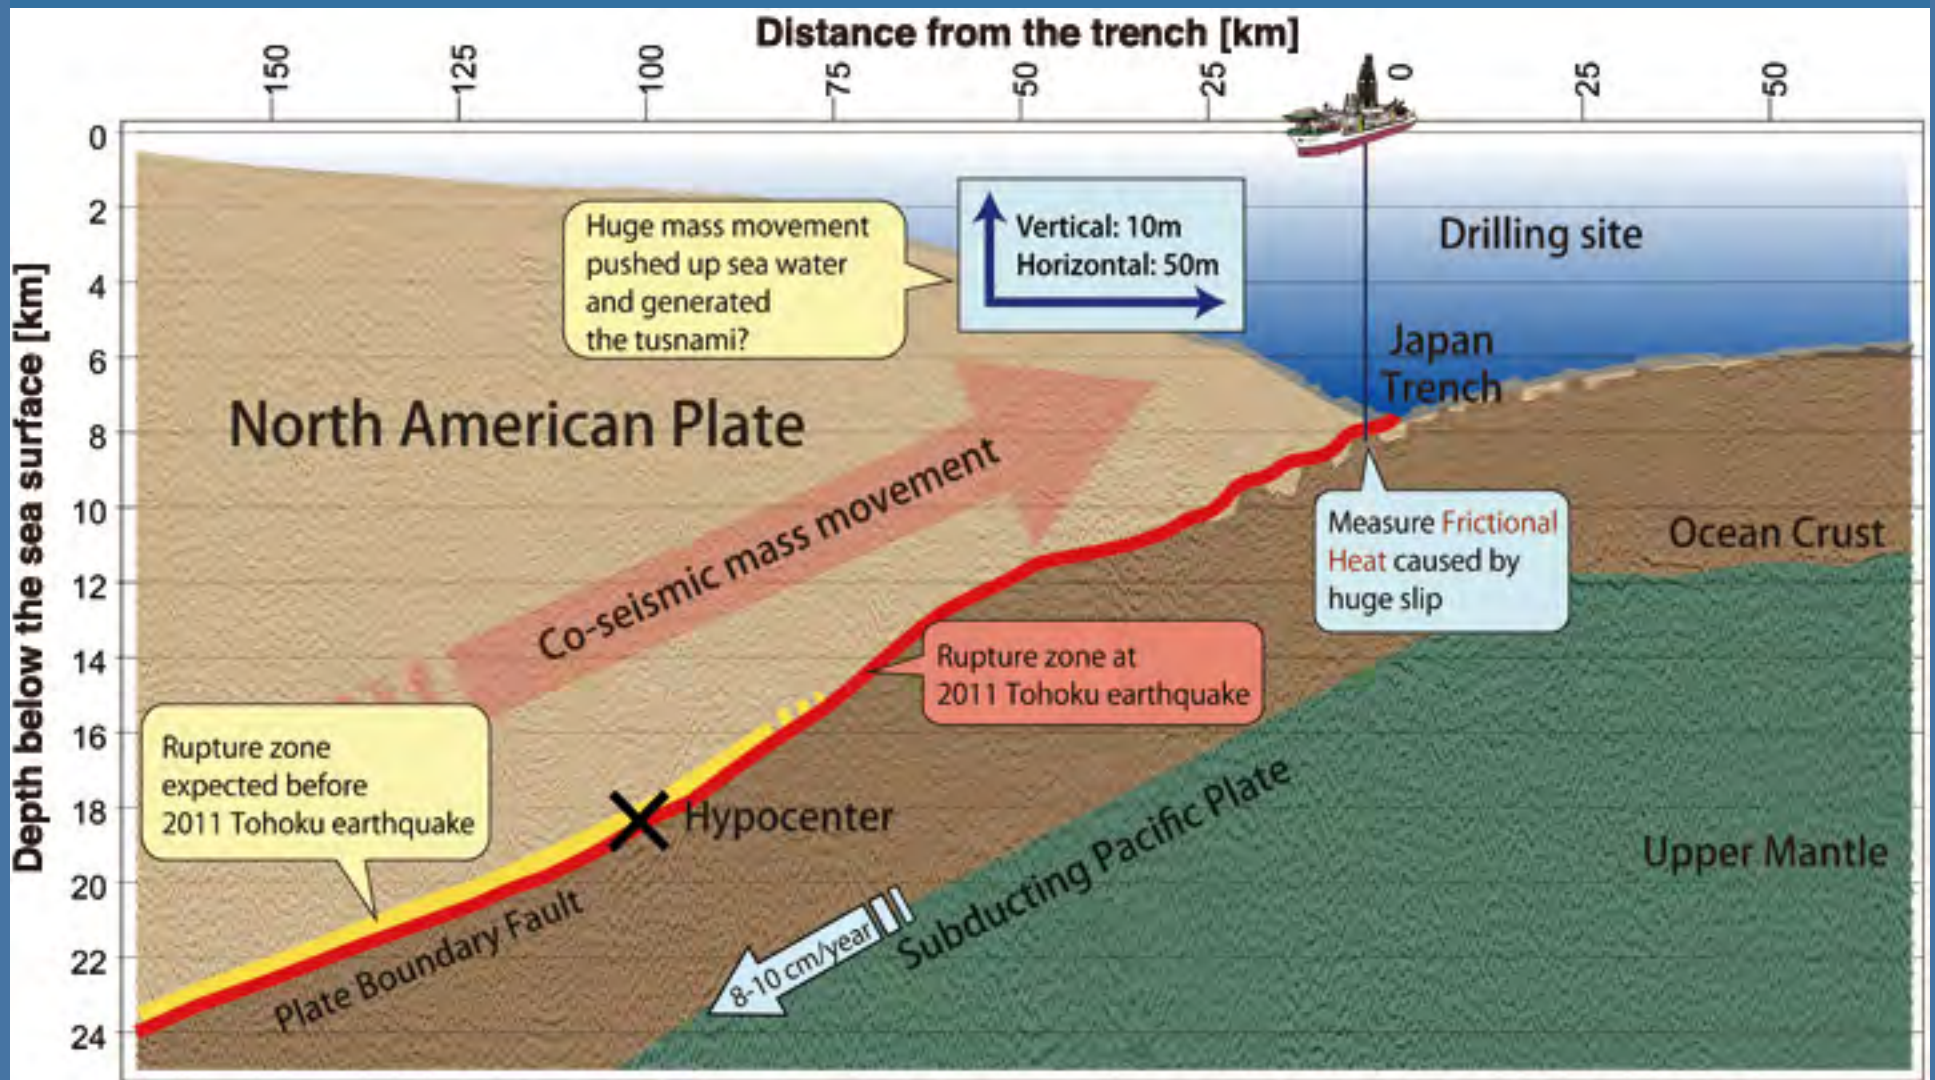 Distance from the trench [km]
150
125
100
75
50
25
0
25
50
Depth below the sea surface [km]
0
2
4
6
8
10
12
14
16
18
20
22
24
Huge mass movement
pushed up sea water
and generated
the tusnami?
Vertical: 10m
Horizontal: 50m
Drilling site
Japan
Trench
North American Plate
Co-seismic mass movement
Measure Frictional
Heat caused by
huge slip
Ocean Crust
Rupture zone at
2011 Tohoku earthquake
Rupture zone
expected before
2011 Tohoku earthquake
Hypocenter
Subducting Pacific Plate
Upper Mantle
Plate Boundary Fault
8-10 cm/year